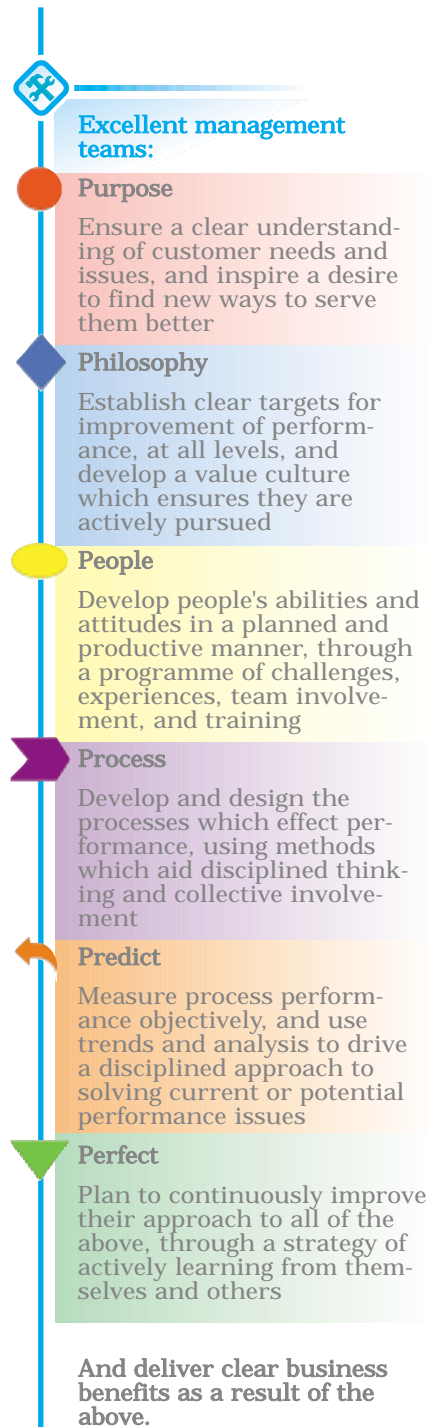 Excellent management
teams:
Purpose
Ensure a clear understand-
ing of customer needs and
issues, and inspire a desire
to find new ways to serve
them better
Philosophy
Establish clear targets for
improvement of perform-
ance, at all levels, and
develop a value culture
which ensures they are
actively pursued
People
Develop people's abilities and
attitudes in a planned and
productive manner, through
a programme of challenges,
experiences, team involve-
ment, and training
Process
Develop and design the
processes which effect per-
formance, using methods
which aid disciplined think-
ing and collective involve-
ment
Predict
Measure process perform-
ance objectively, and use
trends and analysis to drive
a disciplined approach to
solving current or potential
performance issues
Perfect
Plan to continuously improve
their approach to all of the
above, through a strategy of
actively learning from them-
selves and others
And deliver clear business
benefits as a result of the
above.